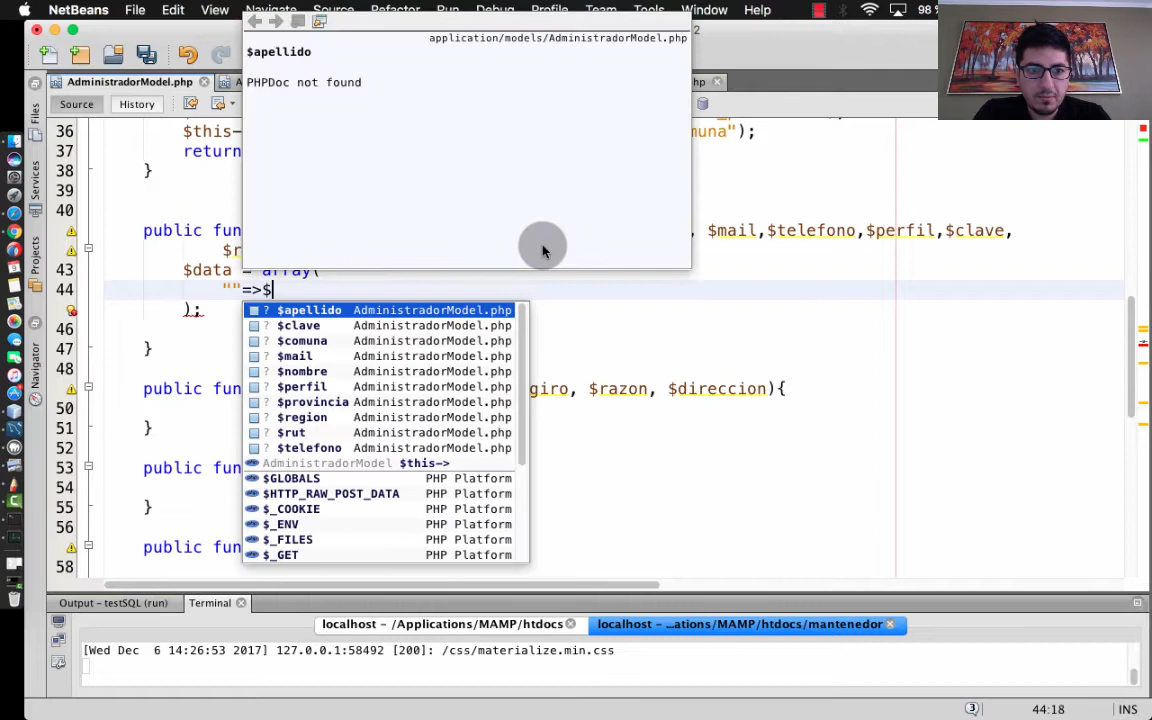 NetBeans File Edit View Navigate Source Refactor Run Debug Profile Team Tools Window Help 98 %
2
application/models/AdministradorModel.php
$apellido
PHPDoc not found
AdministradorModel.php
hp
Source History
36 $this- muna");
37 return
38 }
39
40
public fun , $mail,$telefono,$perfil,$clave,
$r
43 $data = array(
44 ""=>$
);
46
47 }
48
public fun giro, $razon, $direccion){
50
51 }
52
53 public fun
55 }
56
public fun
58
? $apellido AdministradorModel.php
? $clave AdministradorModel.php
? $comuna AdministradorModel.php
? $mail AdministradorModel.php
? $nombre AdministradorModel.php
? $perfil AdministradorModel.php
? $provincia AdministradorModel.php
? $region AdministradorModel.php
? $rut AdministradorModel.php
? $telefono AdministradorModel.php
AdministradorModel $this->
$GLOBALS PHP Platform
$HTTP_RAW_POST_DATA PHP Platform
$_COOKIE PHP Platform
$_ENV PHP Platform
$_FILES PHP Platform
$_GET PHP Platform
Files
Services
Projects
Navigator
Output - testSQL (run) Terminal
localhost - /Applications/MAMP/htdocs localhost - ...ations/MAMP/htdocs/mantenedor
[Wed Dec 6 14:26:53 2017] 127.0.0.1:58492 [200]: /css/materialize.min.css
3 44:18 INS